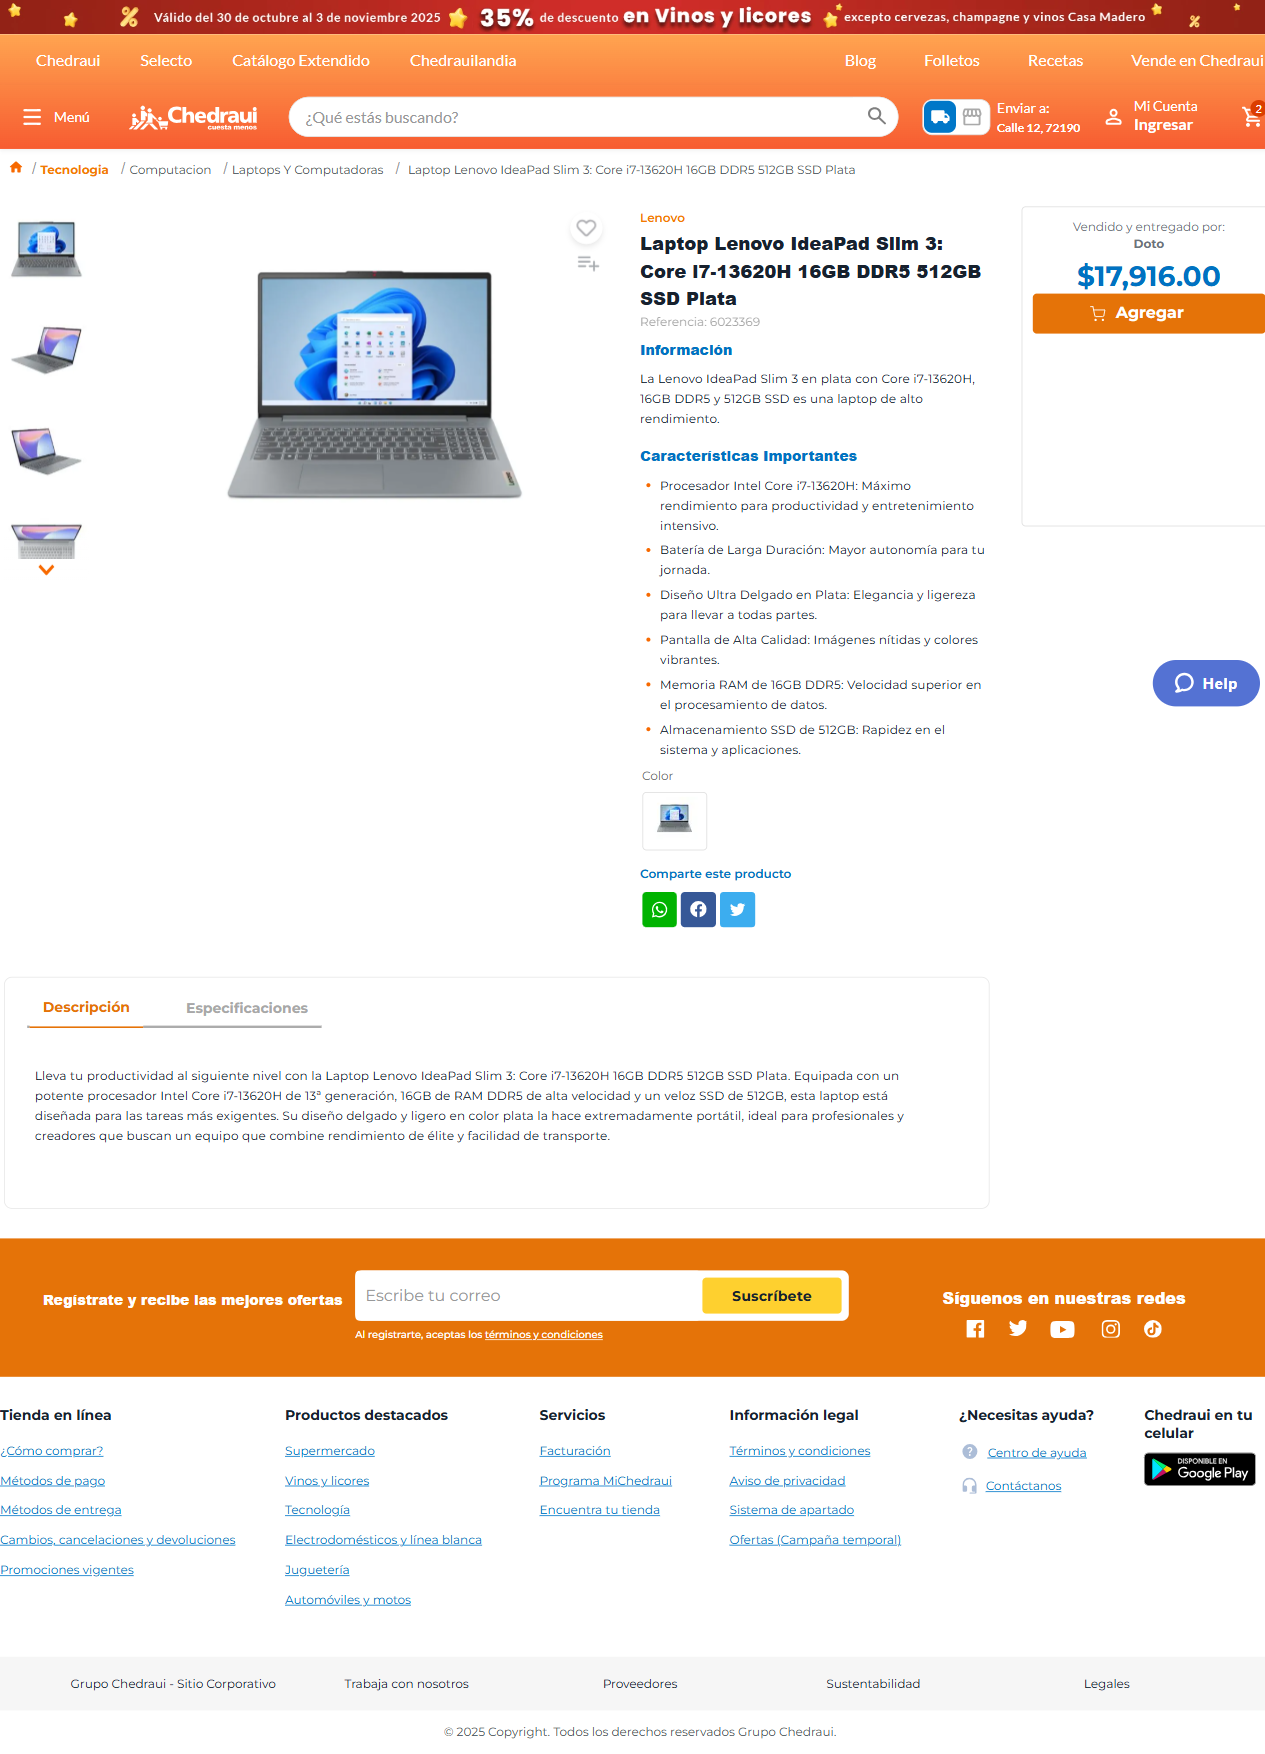 Válido del 30 de octubre al 3 de noviembre 2025 35% de descuento en Vinos y licores excepto cervezas, champagne y vinos Casa Madero
Chedraui Selecto Catálogo Extendido Chedrauilandia Blog Folletos Recetas Vende en Chedraui
Menú Chedraui cuesta menos ¿Qué estás buscando? Enviar a: Calle 12, 72190 Mi Cuenta Ingresar 2
/ Tecnologia / Computacion / Laptops Y Computadoras / Laptop Lenovo IdeaPad Slim 3: Core i7-13620H 16GB DDR5 512GB SSD Plata
Lenovo
Laptop Lenovo IdeaPad Slim 3:
Core i7-13620H 16GB DDR5 512GB
SSD Plata
Referencia: 6023369
Información
La Lenovo IdeaPad Slim 3 en plata con Core i7-13620H,
16GB DDR5 y 512GB SSD es una laptop de alto
rendimiento.
Características Importantes
• Procesador Intel Core i7-13620H: Máximo
rendimiento para productividad y entretenimiento
intensivo.
• Batería de Larga Duración: Mayor autonomía para tu
jornada.
• Diseño Ultra Delgado en Plata: Elegancia y ligereza
para llevar a todas partes.
• Pantalla de Alta Calidad: Imágenes nítidas y colores
vibrantes.
• Memoria RAM de 16GB DDR5: Velocidad superior en
el procesamiento de datos.
• Almacenamiento SSD de 512GB: Rapidez en el
sistema y aplicaciones.
Color
Comparte este producto
Vendido y entregado por:
Doto
$17,916.00
Agregar
Help
Descripción Especificaciones
Lleva tu productividad al siguiente nivel con la Laptop Lenovo IdeaPad Slim 3: Core i7-13620H 16GB DDR5 512GB SSD Plata. Equipada con un
potente procesador Intel Core i7-13620H de 13ª generación, 16GB de RAM DDR5 de alta velocidad y un veloz SSD de 512GB, esta laptop está
diseñada para las tareas más exigentes. Su diseño delgado y ligero en color plata la hace extremadamente portátil, ideal para profesionales y
creadores que buscan un equipo que combine rendimiento de élite y facilidad de transporte.
Regístrate y recibe las mejores ofertas
Escribe tu correo Suscríbete
Al registrarte, aceptas los términos y condiciones
Síguenos en nuestras redes
Tienda en línea
¿Cómo comprar?
Métodos de pago
Métodos de entrega
Cambios, cancelaciones y devoluciones
Promociones vigentes
Productos destacados
Supermercado
Vinos y licores
Tecnología
Electrodomésticos y línea blanca
Juguetería
Automóviles y motos
Servicios
Facturación
Programa MiChedraui
Encuentra tu tienda
Información legal
Términos y condiciones
Aviso de privacidad
Sistema de apartado
Ofertas (Campaña temporal)
¿Necesitas ayuda?
Centro de ayuda
Contáctanos
Chedraui en tu
celular
DISPONIBLE EN
Google Play
Grupo Chedraui - Sitio Corporativo Trabaja con nosotros Proveedores Sustentabilidad Legales
© 2025 Copyright. Todos los derechos reservados Grupo Chedraui.